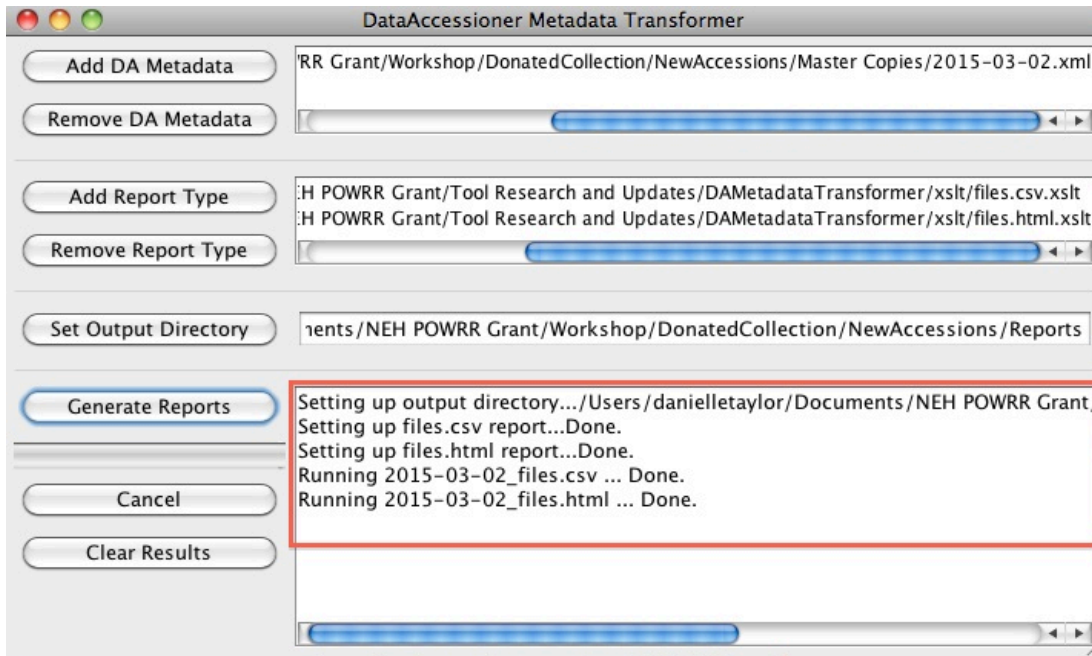 DataAccessioner Metadata Transformer
Add DA Metadata
RR Grant/Workshop/DonatedCollection/NewAccessions/Master Copies/2015-03-02.xml
Remove DA Metadata
Add Report Type
EH POWRR Grant/Tool Research and Updates/DAMetadataTransformer/xslt/files.csv.xslt
EH POWRR Grant/Tool Research and Updates/DAMetadataTransformer/xslt/files.html.xslt
Remove Report Type
Set Output Directory
nents/NEH POWRR Grant/Workshop/DonatedCollection/NewAccessions/Reports
Generate Reports
Setting up output directory.../Users/danielletaylor/Documents/NEH POWRR Grant/
Setting up files.csv report...Done.
Setting up files.html report...Done.
Running 2015-03-02_files.csv ... Done.
Running 2015-03-02_files.html ... Done.
Cancel
Clear Results